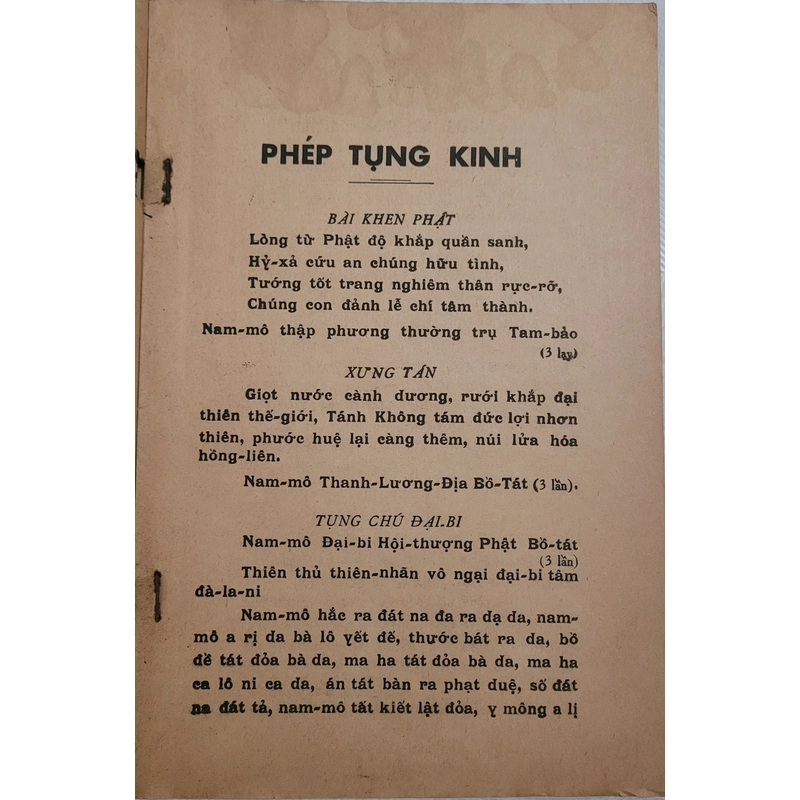 PHÉP TỤNG KINH
BÀI KHEN PHẬT
Lòng từ Phật độ khắp quần sanh,
Hỷ-xả cứu an chúng hữu tình,
Tướng tốt trang nghiêm thân rực-rỡ,
Chúng con đảnh lễ chí tâm thành.
Nam-mô thập phương thường trụ Tam-bảo
(3 lạy)
XƯNG TÁN
Giọt nước cành dương, rưới khắp đại
thiên thế-giới, Tánh Không tám đức lợi nhơn
thiên, phước huệ lại càng thêm, núi lửa hóa
hồng-liên.
Nam-mô Thanh-Lương-Địa Bồ-Tát (3 lần).
TỤNG CHÚ ĐẠI-BI
Nam-mô Đại-bi Hội-thượng Phật Bồ-tát
(3 lần)
Thiên thủ thiên-nhãn vô ngại đại-bi tâm
đà-la-ni
Nam-mô hắc ra đát na đa ra dạ da, nam-
mô a rị da bà lô yết đế, thước bát ra da, bồ
đề tát đỏa bà da, ma ha tát đỏa bà da, ma ha
ca lô ni ca da, án tát bàn ra phạt duệ, số đát
na đát tả, nam-mô tất kiết lật đỏa, y mông a lị